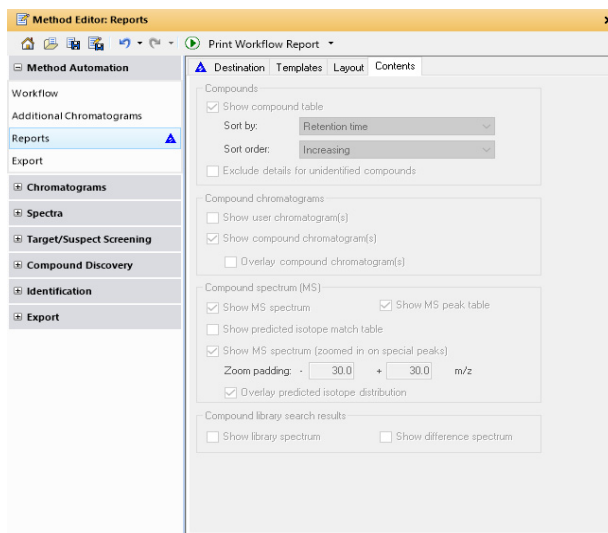 Method Editor: Reports
Print Workflow Report
Method Automation
Workflow
Additional Chromatograms
Reports
Export
Chromatograms
Spectra
Target/Suspect Screening
Compound Discovery
Identification
Export
Destination Templates Layout Contents
Compounds
Show compound table
Sort by: Retention time
Sort order: Increasing
Exclude details for unidentified compounds
Compound chromatograms
Show user chromatogram(s)
Show compound chromatogram(s)
Overlay compound chromatogram(s)
Compound spectrum (MS)
Show MS spectrum Show MS peak table
Show predicted isotope match table
Show MS spectrum (zoomed in on special peaks)
Zoom padding: - 30.0 + 30.0 m/z
Overlay predicted isotope distribution
Compound library search results
Show library spectrum Show difference spectrum